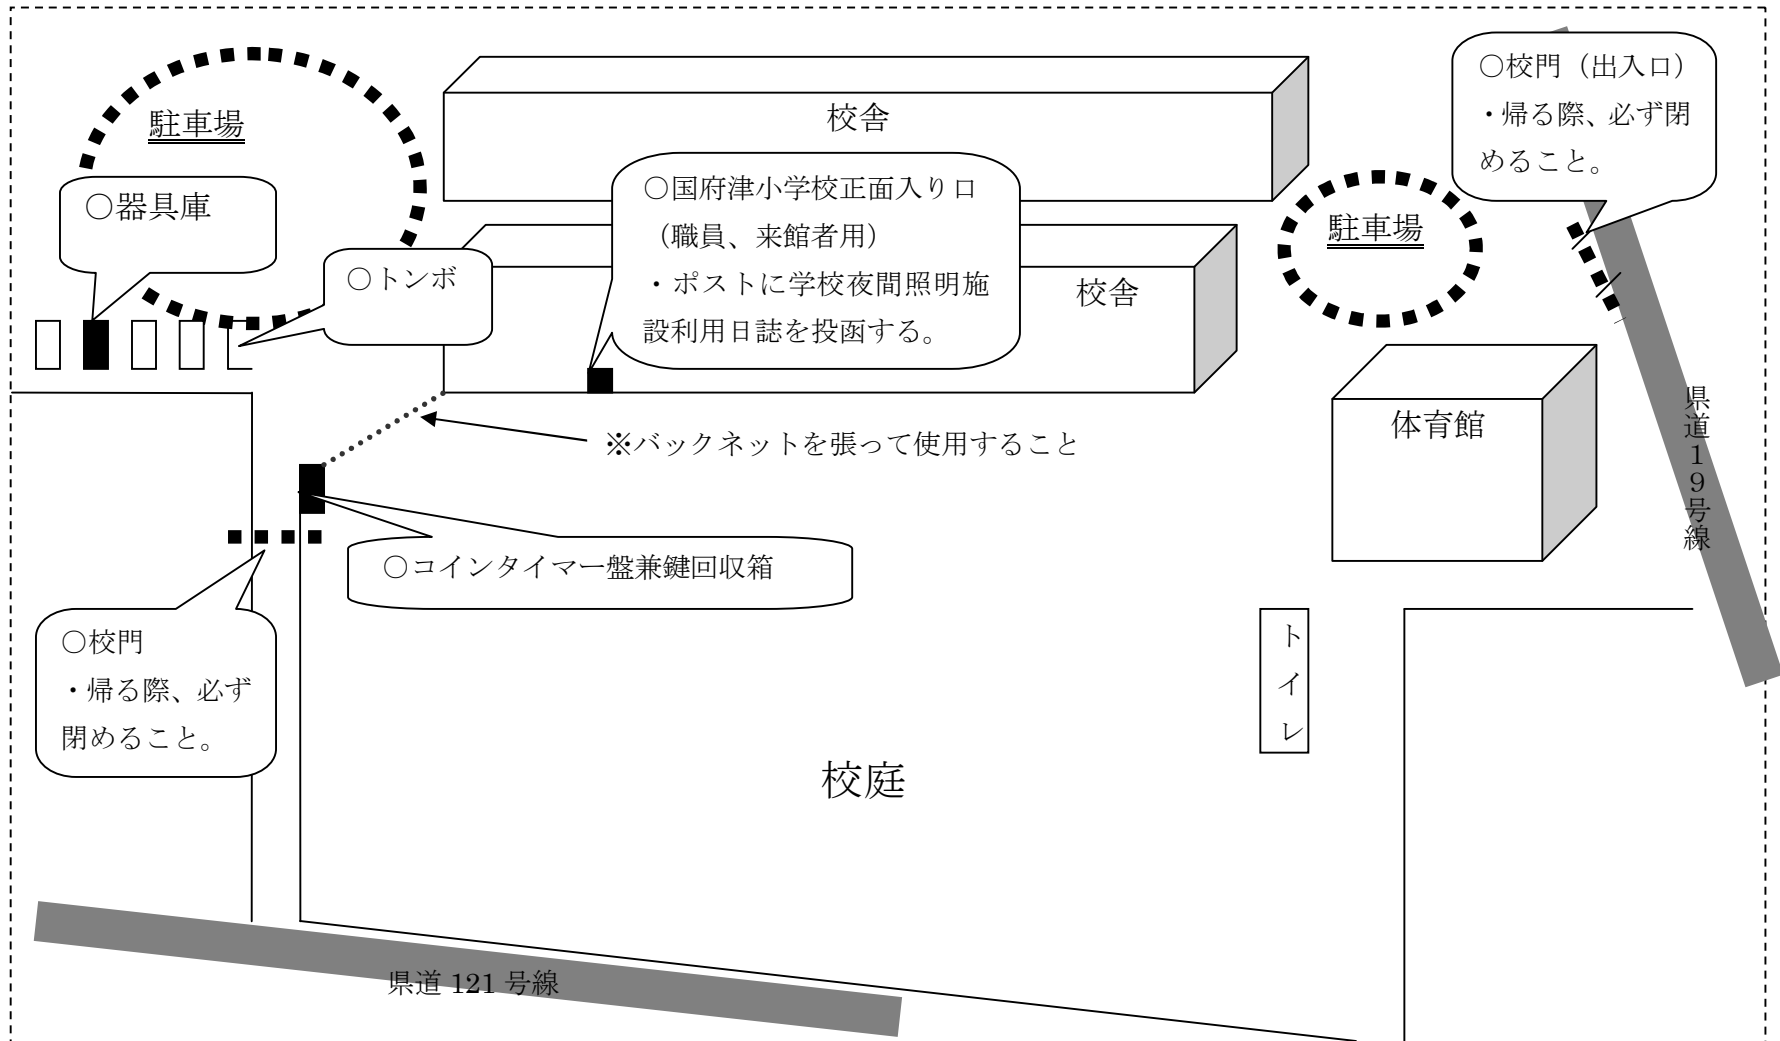 駐車場
校舎
○校門（出入口）
・帰る際、必ず閉
めること。
○器具庫
○国府津小学校正面入り口
（職員、来館者用）
・ポストに学校夜間照明施
設利用日誌を投函する。
駐車場
○トンボ
校舎
※バックネットを張って使用すること
体育館
県道19号線
○コインタイマー盤兼鍵回収箱
○校門
・帰る際、必ず
閉めること。
トイレ
校庭
県道 121 号線